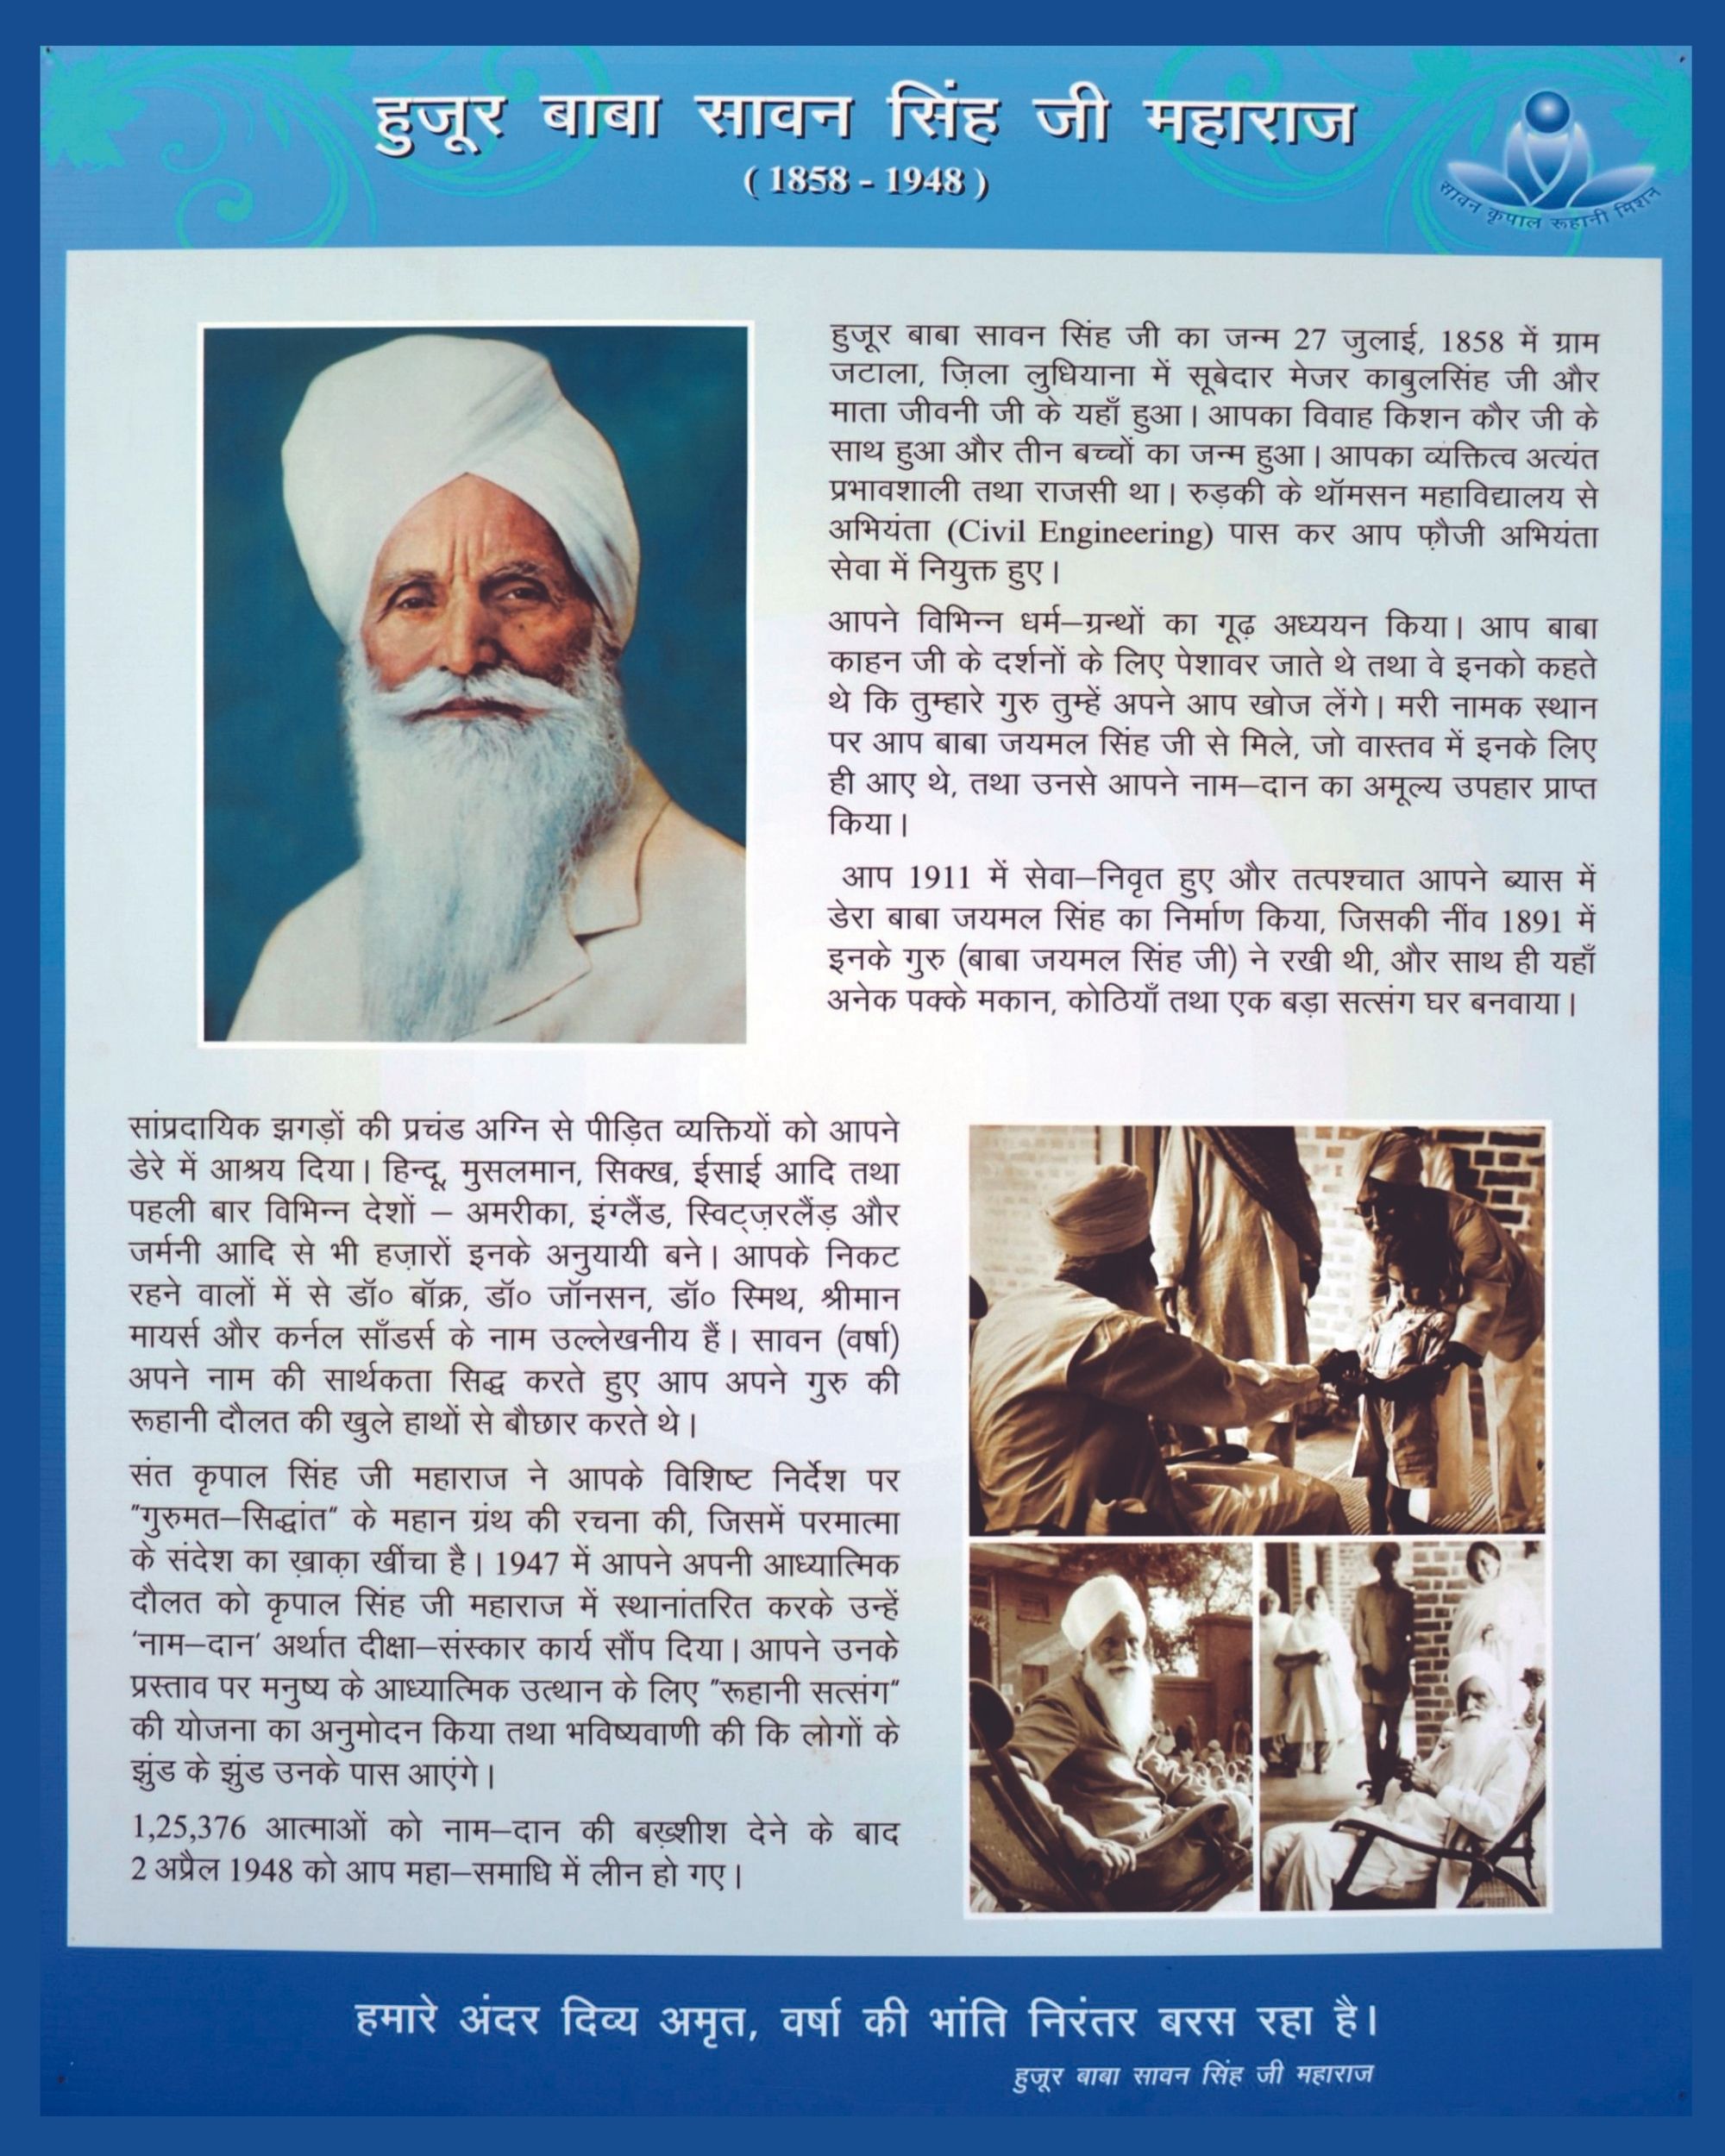 हुजूर बाबा सावन सिंह जी महाराज
( 1858 - 1948 )
सावन कृपाल रूहानी मिशन
हुजूर बाबा सावन सिंह जी का जन्म 27 जुलाई, 1858 में ग्राम
जटाला, ज़िला लुधियाना में सूबेदार मेजर काबुलसिंह जी और
माता जीवनी जी के यहाँ हुआ। आपका विवाह किशन कौर जी के
साथ हुआ और तीन बच्चों का जन्म हुआ। आपका व्यक्तित्व अत्यंत
प्रभावशाली तथा राजसी था। रुड़की के थॉमसन महाविद्यालय से
अभियंता (Civil Engineering) पास कर आप फ़ौजी अभियंता
सेवा में नियुक्त हुए।
आपने विभिन्न धर्म–ग्रन्थों का गूढ़ अध्ययन किया। आप बाबा
काहन जी के दर्शनों के लिए पेशावर जाते थे तथा वे इनको कहते
थे कि तुम्हारे गुरु तुम्हें अपने आप खोज लेंगे। मरी नामक स्थान
पर आप बाबा जयमल सिंह जी से मिले, जो वास्तव में इनके लिए
ही आए थे, तथा उनसे आपने नाम–दान का अमूल्य उपहार प्राप्त
किया।
आप 1911 में सेवा–निवृत हुए और तत्पश्चात आपने ब्यास में
डेरा बाबा जयमल सिंह का निर्माण किया, जिसकी नींव 1891 में
इनके गुरु (बाबा जयमल सिंह जी) ने रखी थी, और साथ ही यहाँ
अनेक पक्के मकान, कोठियाँ तथा एक बड़ा सत्संग घर बनवाया।
सांप्रदायिक झगड़ों की प्रचंड अग्नि से पीड़ित व्यक्तियों को आपने
डेरे में आश्रय दिया। हिन्दू, मुसलमान, सिक्ख, ईसाई आदि तथा
पहली बार विभिन्न देशों – अमरीका, इंग्लैंड, स्विट्ज़रलैंड़ और
जर्मनी आदि से भी हज़ारों इनके अनुयायी बने। आपके निकट
रहने वालों में से डॉ० बॉक्र, डॉ० जॉनसन, डॉ० स्मिथ, श्रीमान
मायर्स और कर्नल साँडर्स के नाम उल्लेखनीय हैं। सावन (वर्षा)
अपने नाम की सार्थकता सिद्ध करते हुए आप अपने गुरु की
रूहानी दौलत की खुले हाथों से बौछार करते थे।
संत कृपाल सिंह जी महाराज ने आपके विशिष्ट निर्देश पर
"गुरुमत–सिद्धांत" के महान ग्रंथ की रचना की, जिसमें परमात्मा
के संदेश का ख़ाक़ा खींचा है। 1947 में आपने अपनी आध्यात्मिक
दौलत को कृपाल सिंह जी महाराज में स्थानांतरित करके उन्हें
'नाम–दान' अर्थात दीक्षा–संस्कार कार्य सौंप दिया। आपने उनके
प्रस्ताव पर मनुष्य के आध्यात्मिक उत्थान के लिए "रूहानी सत्संग"
की योजना का अनुमोदन किया तथा भविष्यवाणी की कि लोगों के
झुंड के झुंड उनके पास आएंगे।
1,25,376 आत्माओं को नाम–दान की बख़्शीश देने के बाद
2 अप्रैल 1948 को आप महा–समाधि में लीन हो गए।
हमारे अंदर दिव्य अमृत, वर्षा की भांति निरंतर बरस रहा है।
हुजूर बाबा सावन सिंह जी महाराज